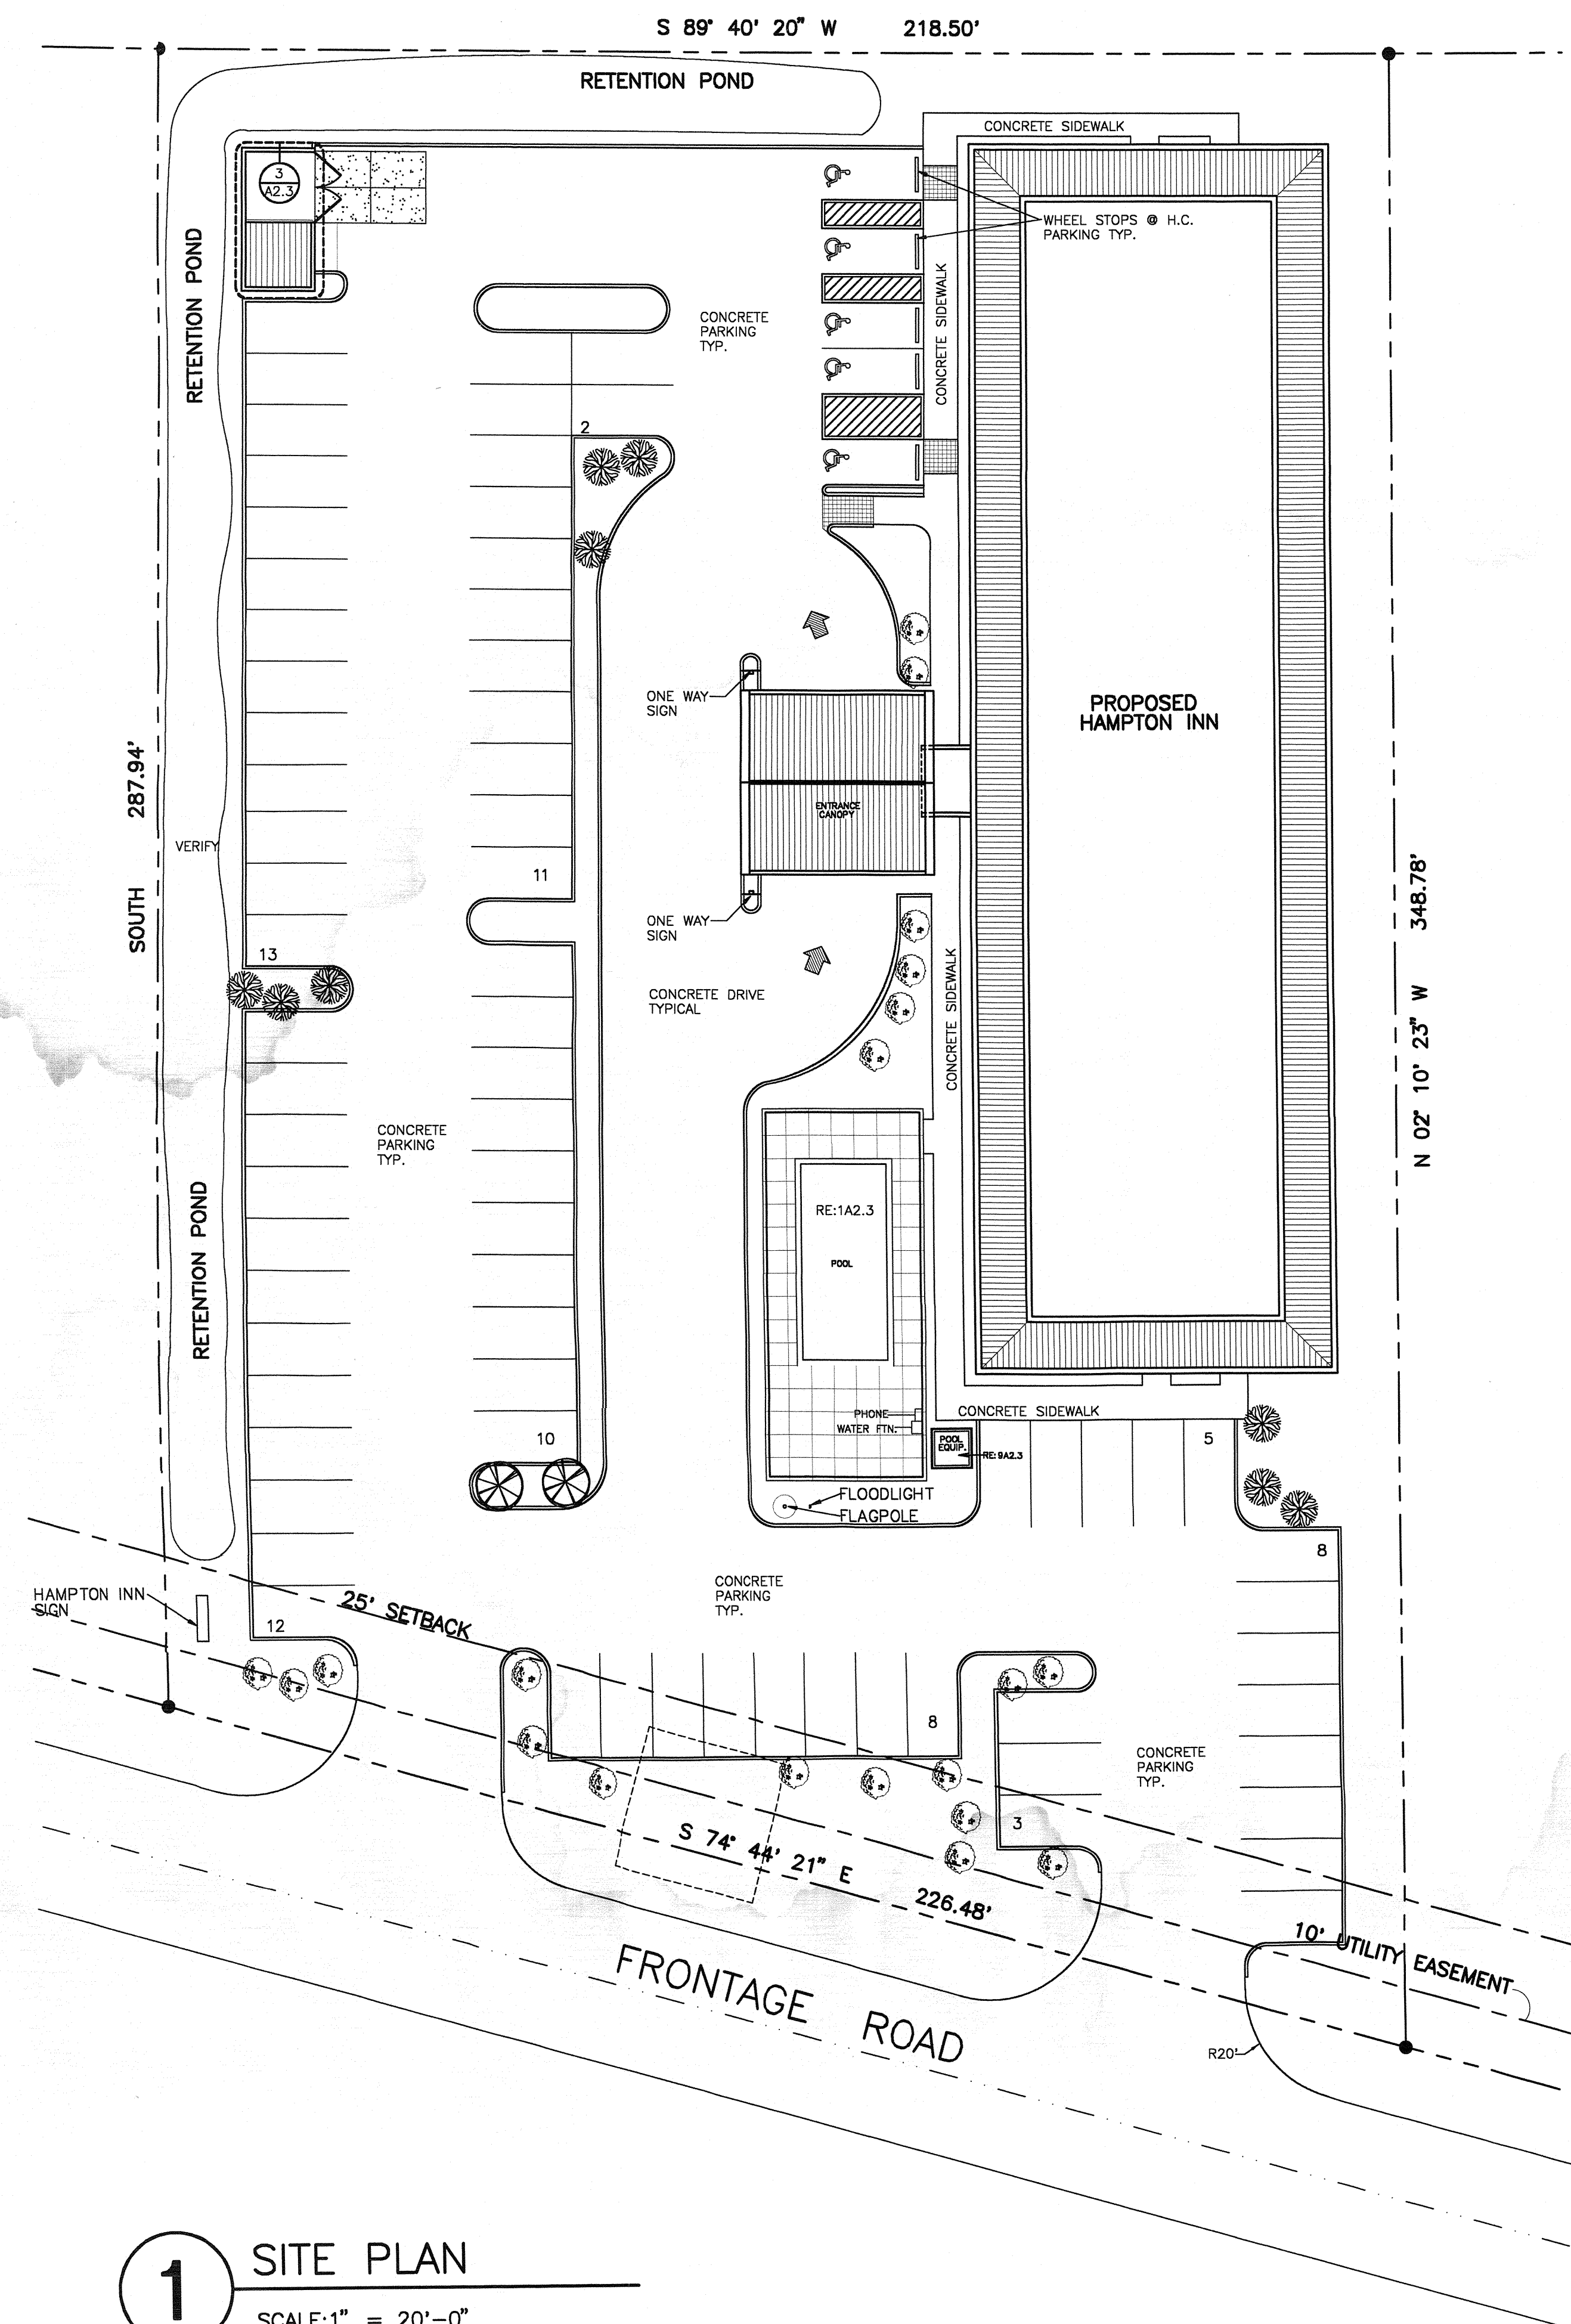 S 89° 40' 20" W 218.50'
RETENTION POND
CONCRETE SIDEWALK
3
A2.3
WHEEL STOPS @ H.C.
PARKING TYP.
RETENTION POND
CONCRETE SIDEWALK
CONCRETE
PARKING
TYP.
2
ONE WAY
SIGN
PROPOSED
HAMPTON INN
ENTRANCE
CANOPY
SOUTH 287.94'
VERIFY
11
ONE WAY
SIGN
13
CONCRETE DRIVE
TYPICAL
CONCRETE SIDEWALK
N 02° 10' 23" W 348.78'
CONCRETE
PARKING
TYP.
RETENTION POND
RE:1A2.3
POOL
PHONE
WATER FTN.
CONCRETE SIDEWALK
10
POOL
EQUIP.
RE:9A2.3
5
FLOODLIGHT
FLAGPOLE
8
HAMPTON INN
SIGN
25' SETBACK
CONCRETE
PARKING
TYP.
12
8
CONCRETE
PARKING
TYP.
3
S 74° 44' 21" E 226.48'
10' UTILITY EASEMENT
FRONTAGE ROAD
R20'
1
SITE PLAN
SCALE:1" = 20'-0"